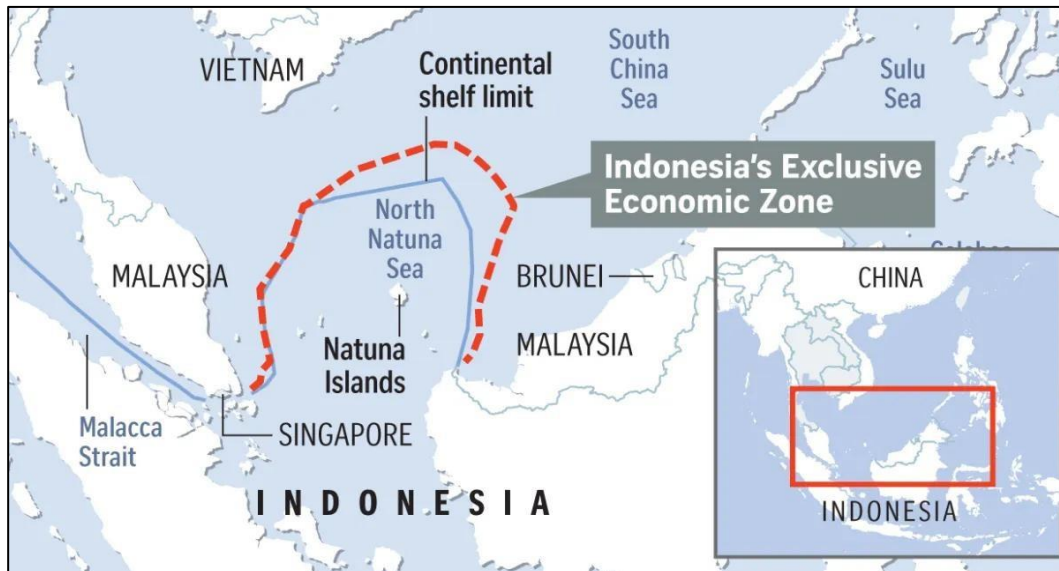 VIETNAM
Continental
shelf limit
South
China
Sea
Sulu
Sea
Indonesia's Exclusive
Economic Zone
North
Natuna
Sea
MALAYSIA
BRUNEI
Natuna
Islands
MALAYSIA
Malacca
Strait
SINGAPORE
INDONESIA
CHINA
INDONESIA